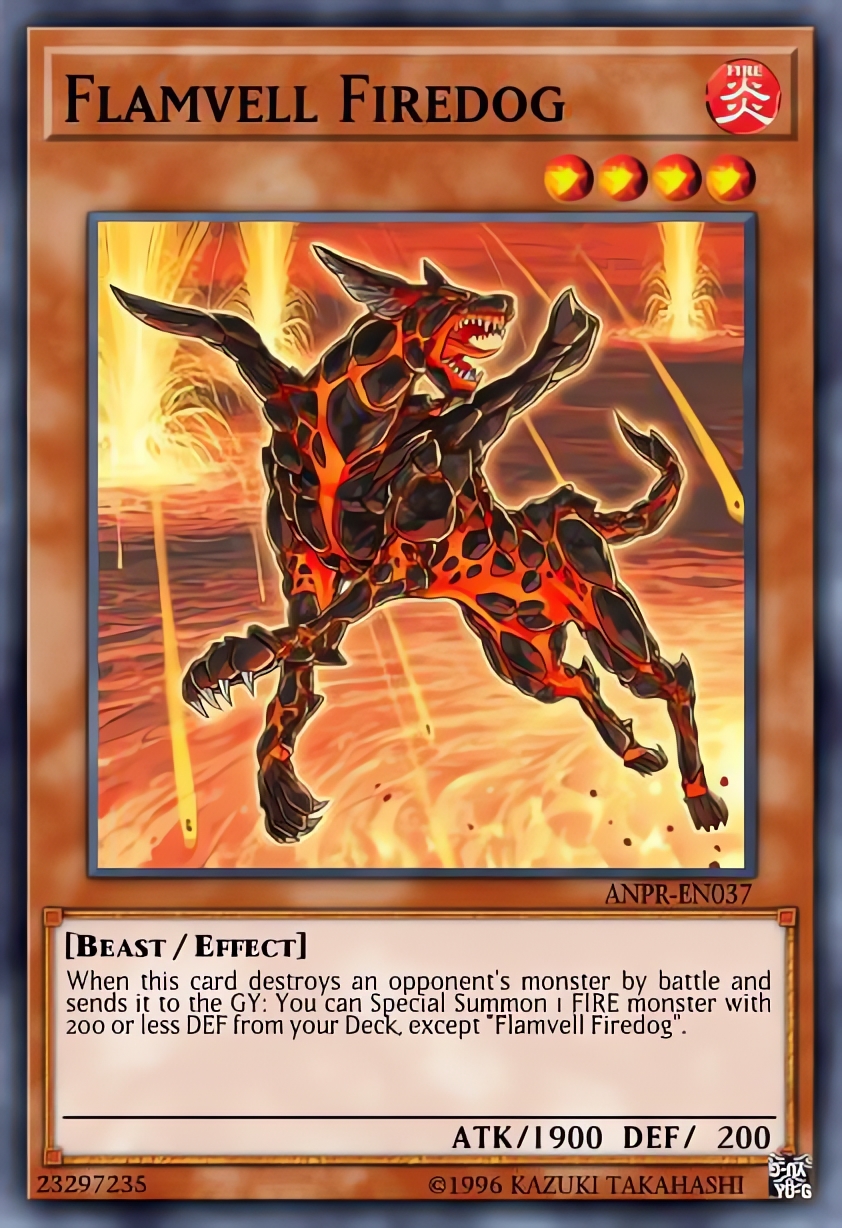 Flamvell Firedog
FIRE
炎
ANPR-EN037
[Beast / Effect]
When this card destroys an opponent's monster by battle and
sends it to the GY: You can Special Summon 1 FIRE monster with
200 or less DEF from your Deck, except "Flamvell Firedog".
ATK/1900 DEF/ 200
23297235
©1996 KAZUKI TAKAHASHI